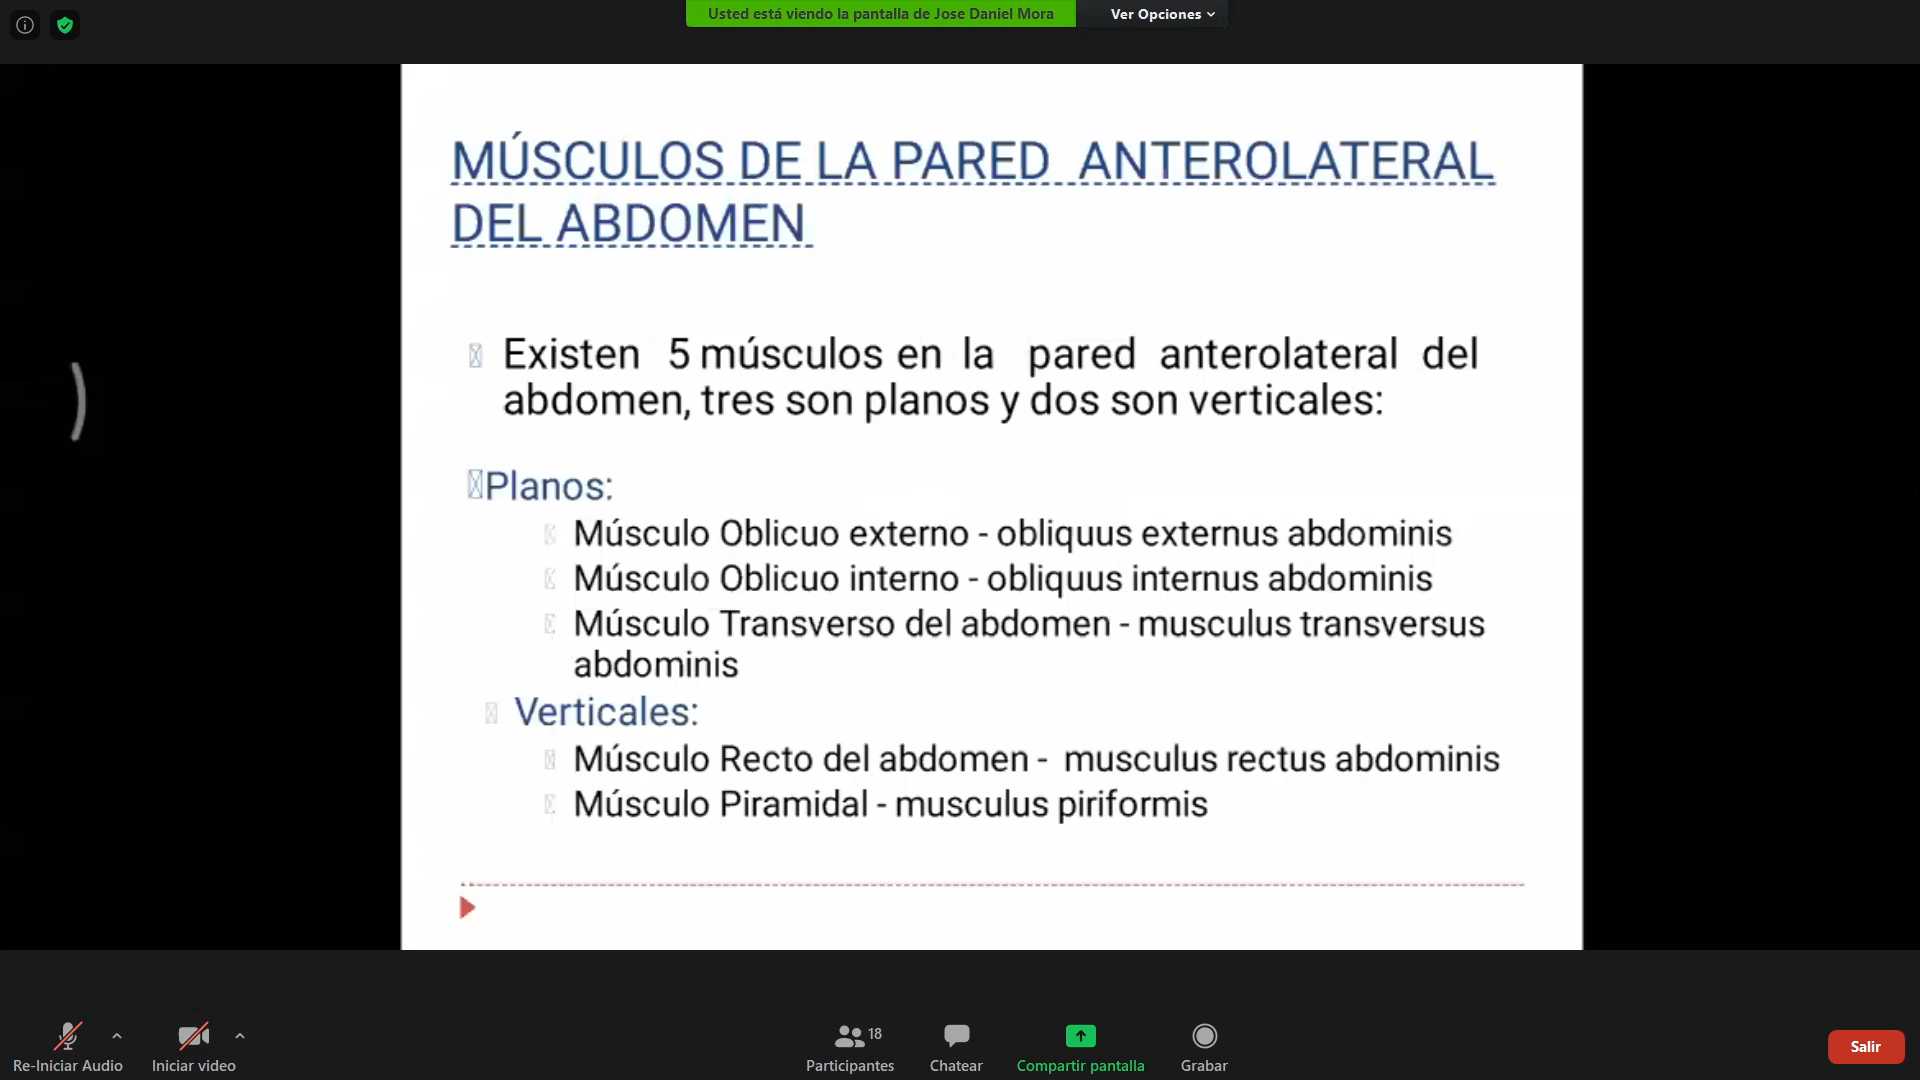 Usted está viendo la pantalla de Jose Daniel Mora
Ver Opciones
MÚSCULOS DE LA PARED ANTEROLATERAL
DEL ABDOMEN
Existen 5 músculos en la pared anterolateral del
abdomen, tres son planos y dos son verticales:
Planos:
Músculo Oblicuo externo - obliquus externus abdominis
Músculo Oblicuo interno - obliquus internus abdominis
Músculo Transverso del abdomen - musculus transversus
abdominis
Verticales:
Músculo Recto del abdomen - musculus rectus abdominis
Músculo Piramidal - musculus piriformis
18
Re-Iniciar Audio
Iniciar video
Participantes
Chatear
Compartir pantalla
Grabar
Salir